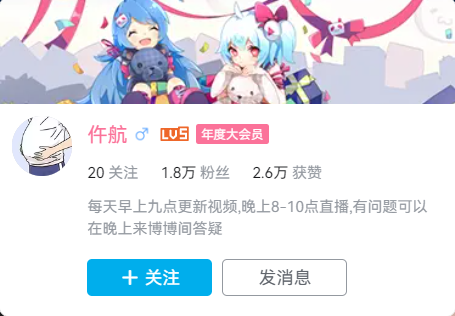 仵航 ♂ LV5 年度大会员
20 关注 1.8万 粉丝 2.6万 获赞
每天早上九点更新视频,晚上8-10点直播,有问题可以
在晚上来博博间答疑
+ 关注 发消息